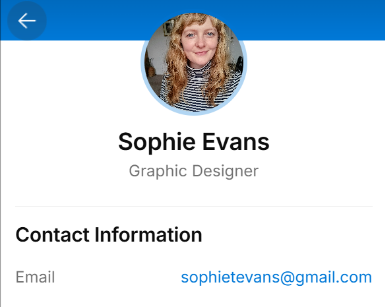 Sophie Evans
Graphic Designer
Contact Information
Email sophietevans@gmail.com